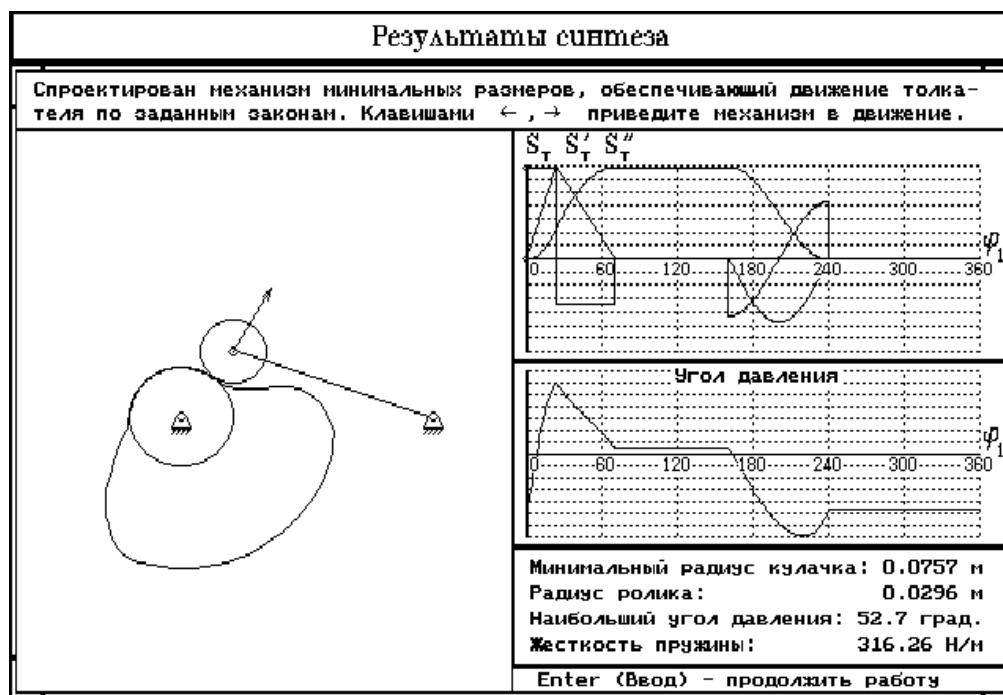 Результаты синтеза
Спроектирован механизм минимальных размеров, обеспечивающий движение толка-
теля по заданным законам. Клавишами ← , → приведите механизм в движение.
Sт S′т S″т
φ1
0 60 120 180 240 300 360
Угол давления
φ1
0 60 120 180 240 300 360
Минимальный радиус кулачка: 0.0757 м
Радиус ролика: 0.0296 м
Наибольший угол давления: 52.7 град.
Жесткость пружины: 316.26 Н/м
Enter (Ввод) - продолжить работу